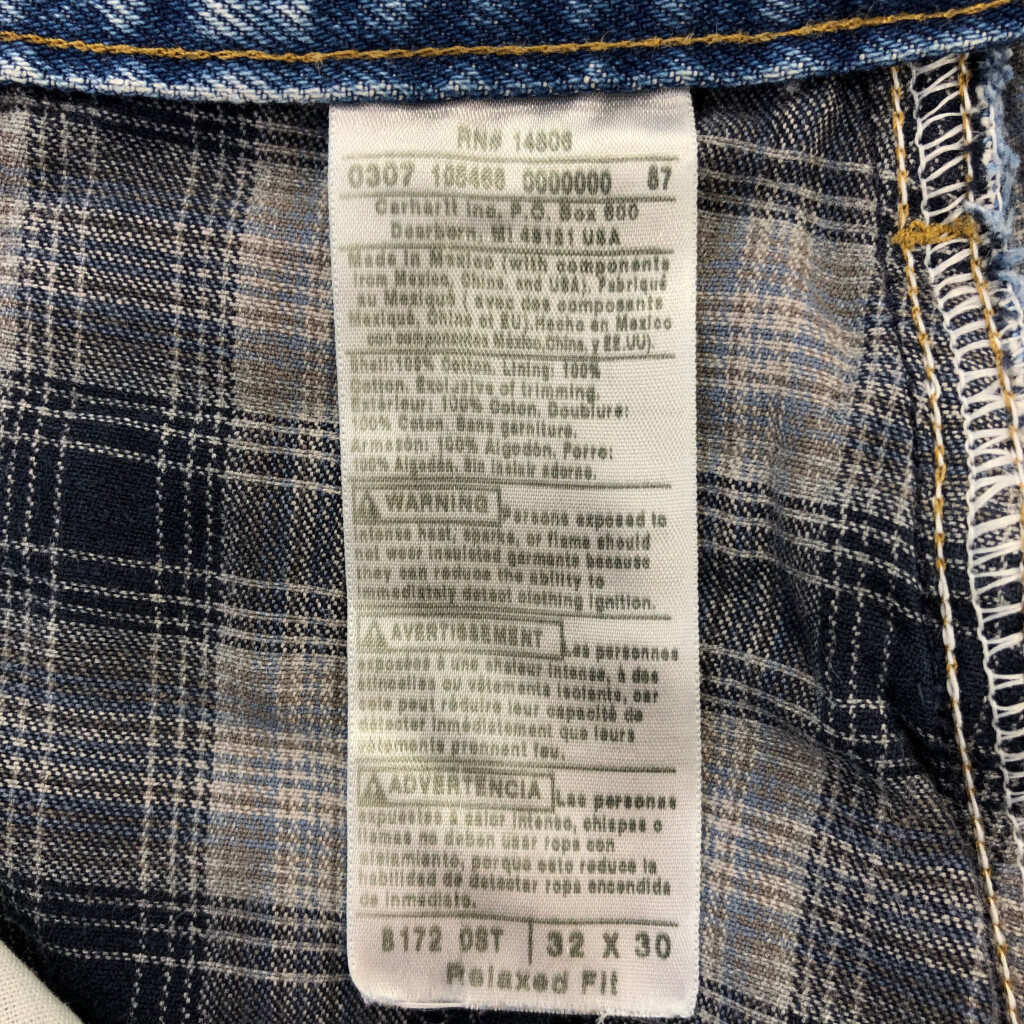 RN# 14806
0307 105468 0000000 87
Carhartt Inc, P.O. Box 600
Dearborn, MI 48121 USA
Made in Mexico (with components
from Mexico, China, and USA). Fabriqué
au Mexique ( avec des composants
Mexique, Chine et EU).Hecho en Mexico
con componentes México,China, y EE.UU)
Shell:100% Cotton, Lining: 100%
Cotton, Exclusive of trimming.
Extérieur: 100% Coton, Doublure:
100% Coton, Sans garniture.
Armazón: 100% Algodón, Forro:
100% Algodón, Sin incluir adorno.
WARNING Persons exposed to
intense heat, sparks, or flame should
not wear insulated garments because
they can reduce the ability to
immediately detect clothing ignition.
AVERTISSEMENT Les personnes
exposées à une chaleur intense, à des
étincelles ou vêtements isolants, car
cela peut réduire leur capacité de
détecter immédiatement que leurs
vêtements prennent feu.
ADVERTENCIA Las personas
expuestas a calor intenso, chispas o
llamas no deben usar ropa con
aislamiento, porque esto reduce la
habilidad de detectar ropa encendida
de inmediato.
B172 DST 32 X 30
Relaxed Fit